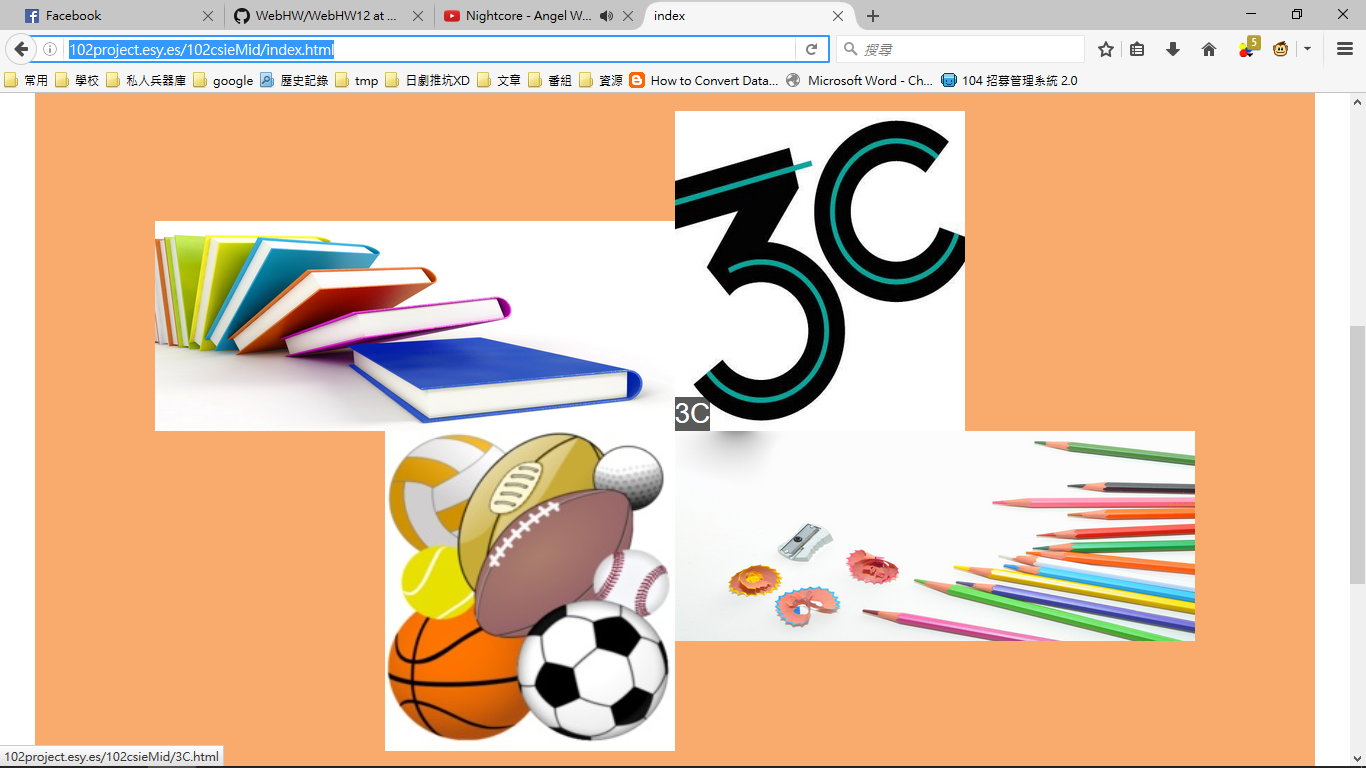 Facebook
WebHW/WebHW12 at ...
Nightcore - Angel W...
index
102project.esy.es/102csieMid/index.html
搜尋
5
常用 學校 私人兵器庫 google 歷史記錄 tmp 日劇推坑XD 文章 番組 資源 How to Convert Data... Microsoft Word - Ch... 104 招募管理系統 2.0
3C
3C
102project.esy.es/102csieMid/3C.html